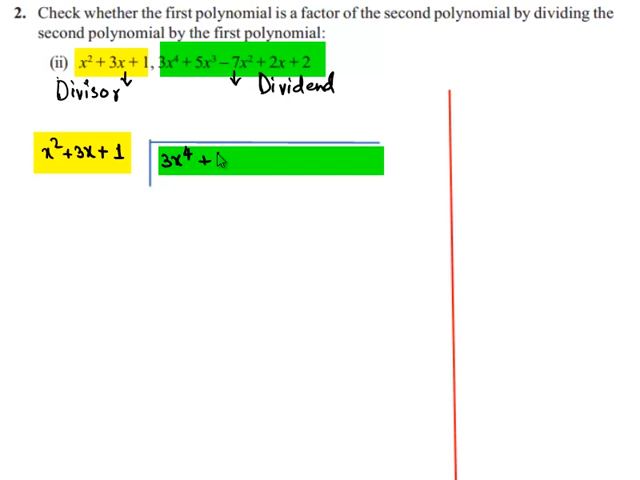 2. Check whether the first polynomial is a factor of the second polynomial by dividing the
second polynomial by the first polynomial:
(ii) x² + 3x + 1, 3x⁴ + 5x³ – 7x² + 2x + 2
Divisor Dividend
x²+3x+1 3x⁴ +